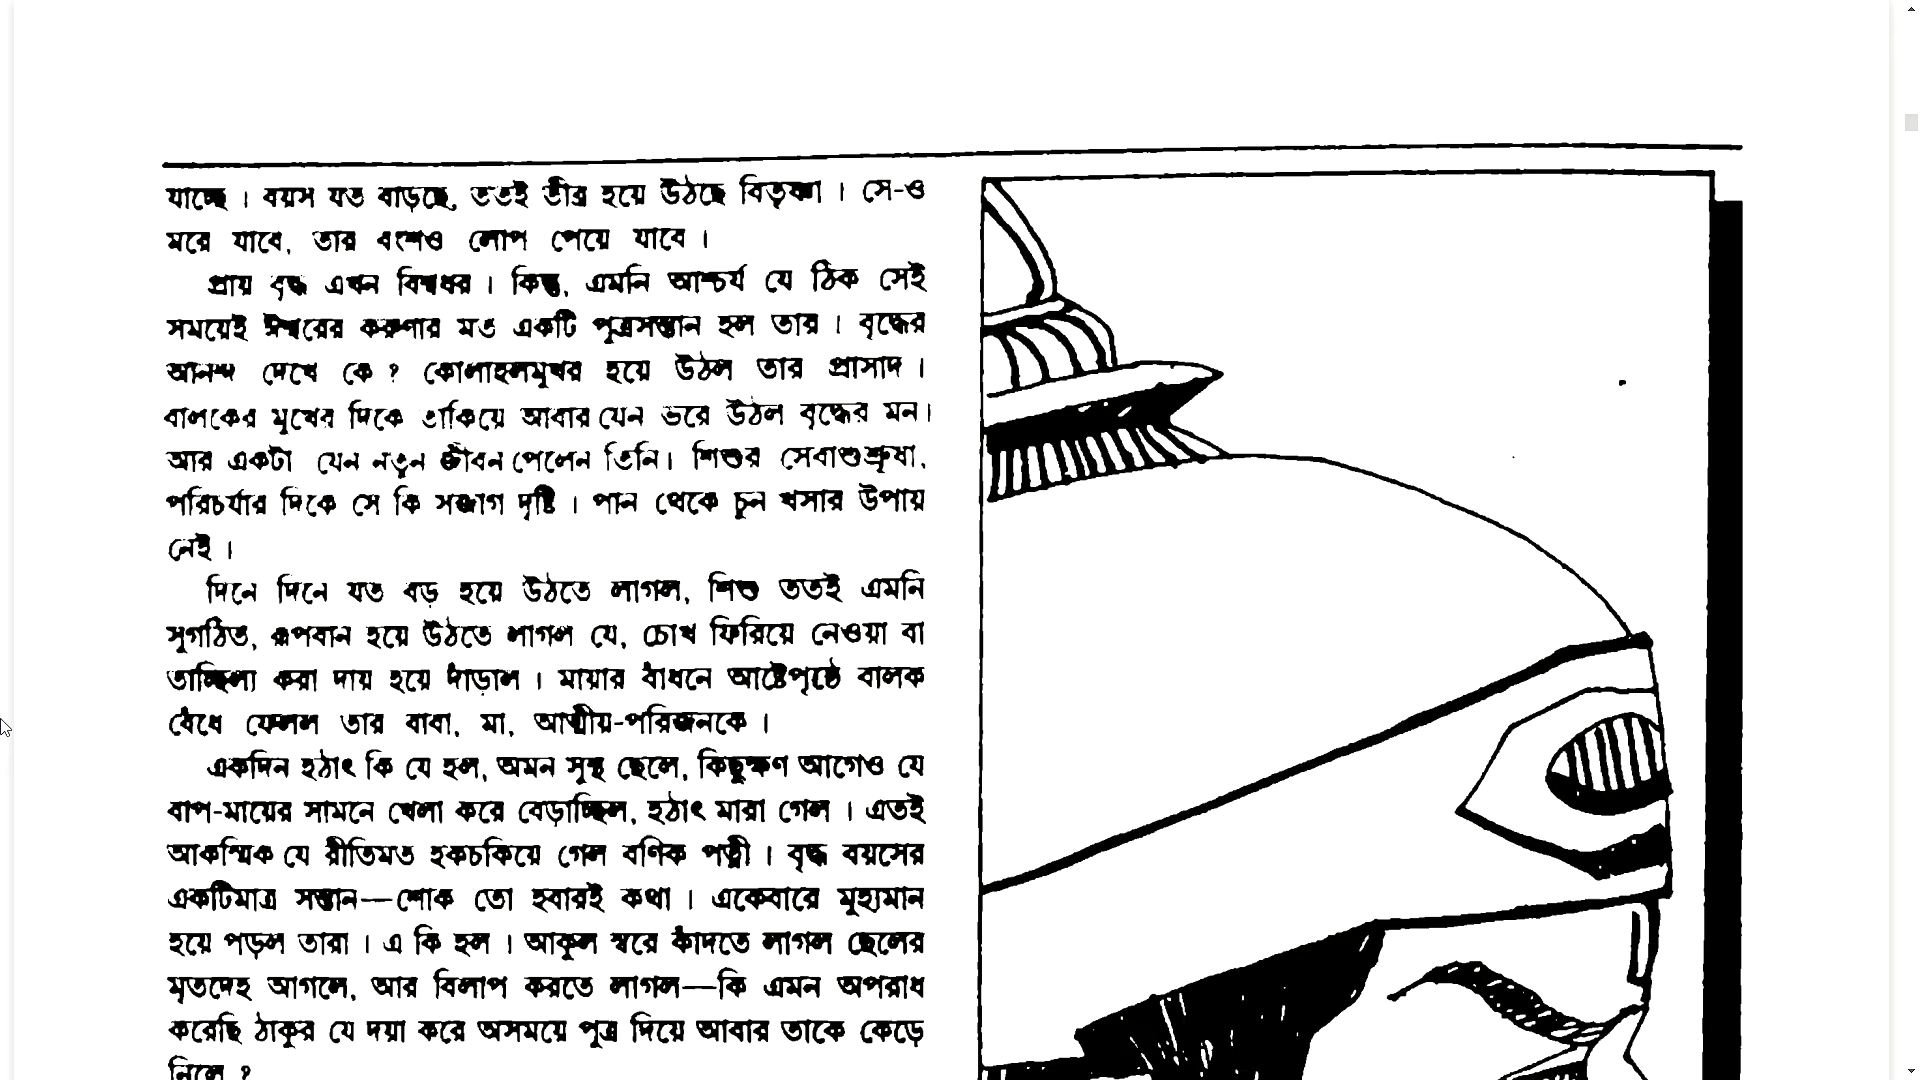 যাচ্ছে । বয়স যত বাড়ছে, ততই তীব্র হয়ে উঠছে বিতৃষ্ণা । সে-ও
মরে যাবে, তার বংশও লোপ পেয়ে যাবে ।
প্রায় বৃদ্ধ এখন বিশ্বধর । কিন্তু, এমনি আশ্চর্য যে ঠিক সেই
সময়েই ঈশ্বরের করুণার মত একটি পুত্রসন্তান হল তার । বৃদ্ধের
আনন্দ দেখে কে ? কোলাহলমুখর হয়ে উঠল তার প্রাসাদ ।
বালকের মুখের দিকে তাকিয়ে আবার যেন ভরে উঠল বৃদ্ধের মন।
আর একটা যেন নতুন জীবন পেলেন তিনি। শিশুর সেবাশুশ্রূষা,
পরিচর্যার দিকে সে কি সজাগ দৃষ্টি । পান থেকে চুন খসার উপায়
নেই ।
দিনে দিনে যত বড় হয়ে উঠতে লাগল, শিশু ততই এমনি
সুগঠিত, রূপবান হয়ে উঠতে লাগল যে, চোখ ফিরিয়ে নেওয়া বা
তাচ্ছিল্য করা দায় হয়ে দাঁড়াল । মায়ার বাঁধনে আষ্টেপৃষ্ঠে বালক
বেঁধে ফেলল তার বাবা, মা, আত্মীয়-পরিজনকে ।
একদিন হঠাৎ কি যে হল, অমন সুস্থ ছেলে, কিছুক্ষণ আগেও যে
বাপ-মায়ের সামনে খেলা করে বেড়াচ্ছিল, হঠাৎ মারা গেল । এতই
আকস্মিক যে রীতিমত হকচকিয়ে গেল বণিক পত্নী । বৃদ্ধ বয়সের
একটিমাত্র সন্তান—শোক তো হবারই কথা । একেবারে মুহ্যমান
হয়ে পড়ল তারা । এ কি হল । আকুল স্বরে কাঁদতে লাগল ছেলের
মৃতদেহ আগলে, আর বিলাপ করতে লাগল—কি এমন অপরাধ
করেছি ঠাকুর যে দয়া করে অসময়ে পুত্র দিয়ে আবার তাকে কেড়ে
নিলে ?